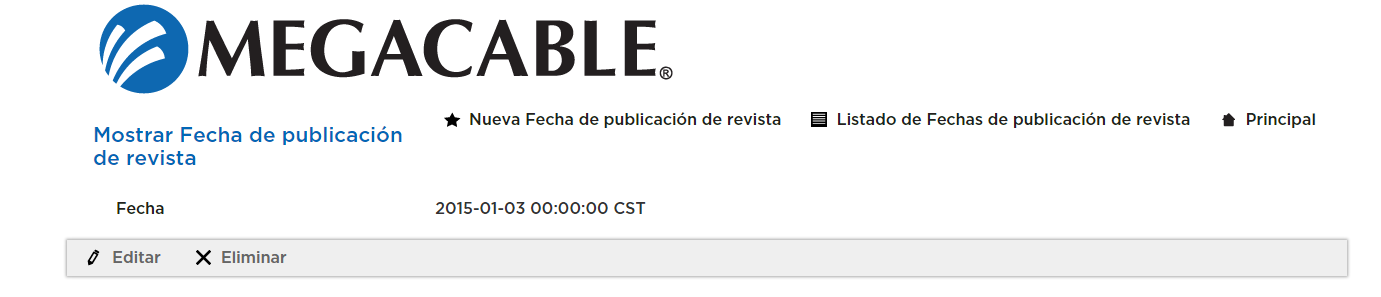 MEGACABLE®
Mostrar Fecha de publicación
de revista
Nueva Fecha de publicación de revista
Listado de Fechas de publicación de revista
Principal
Fecha
2015-01-03 00:00:00 CST
Editar
Eliminar